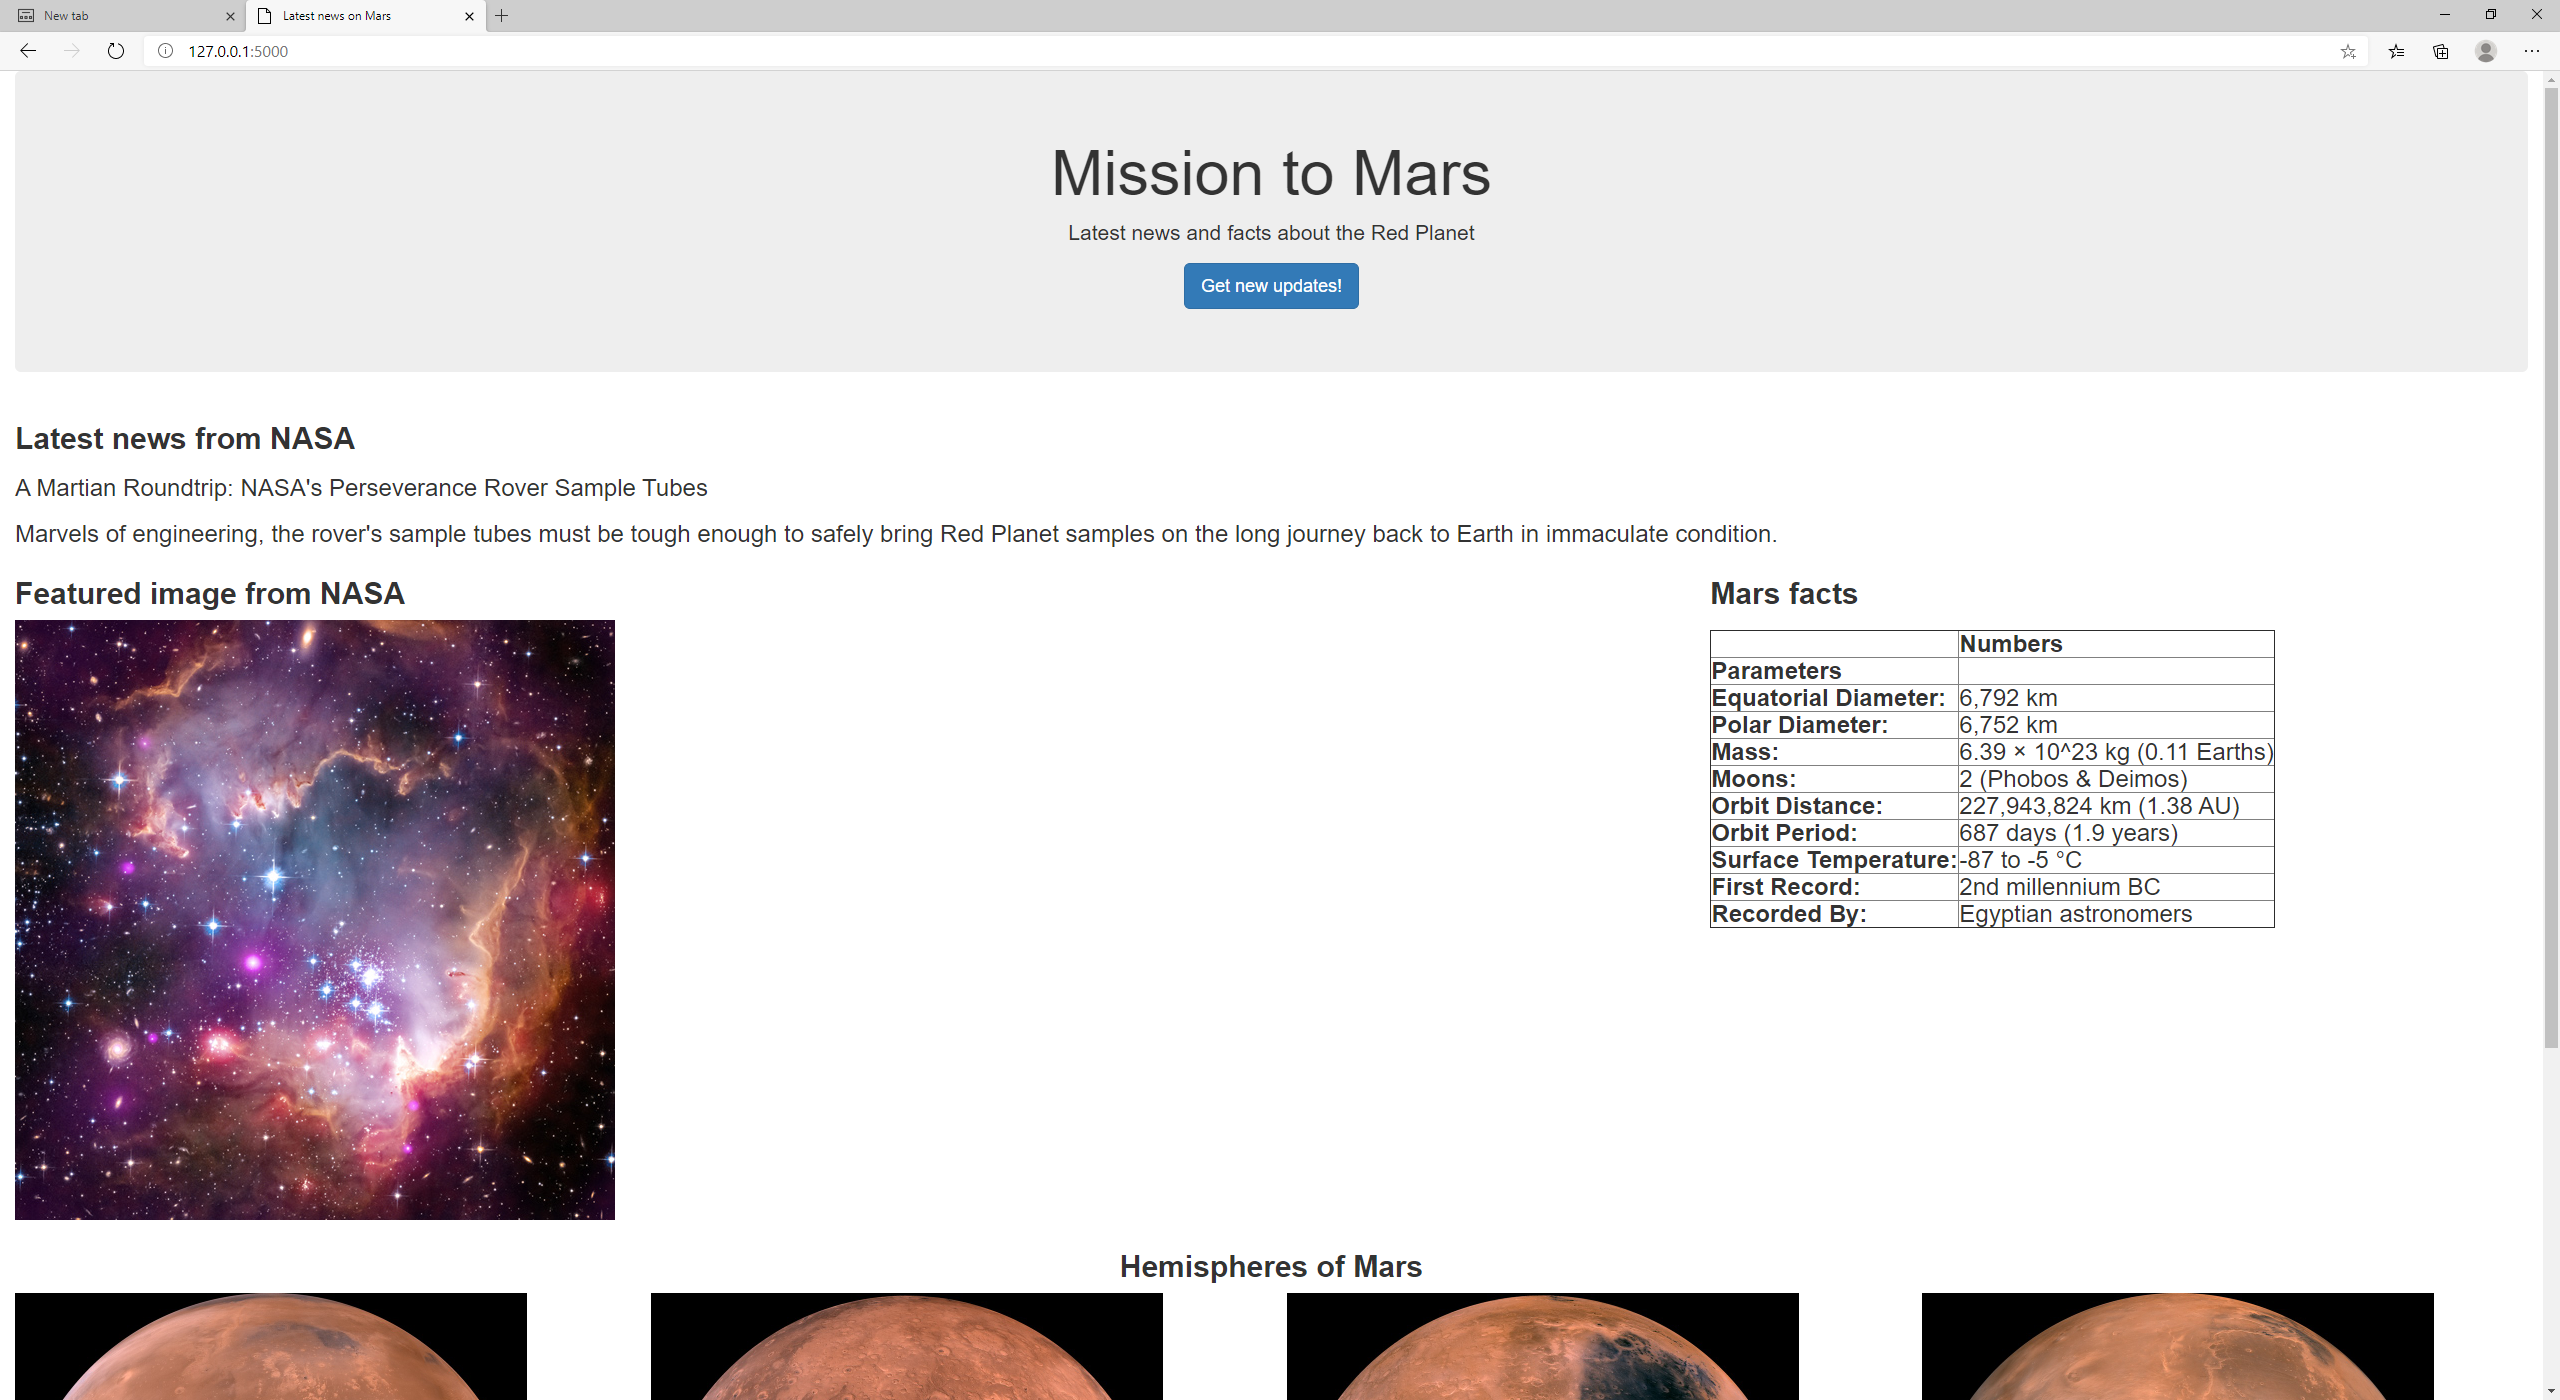 New tab
Latest news on Mars
127.0.0.1:5000
Mission to Mars
Latest news and facts about the Red Planet
Get new updates!
Latest news from NASA
A Martian Roundtrip: NASA's Perseverance Rover Sample Tubes
Marvels of engineering, the rover's sample tubes must be tough enough to safely bring Red Planet samples on the long journey back to Earth in immaculate condition.
Featured image from NASA
Mars facts
Numbers
Parameters
Equatorial Diameter: 6,792 km
Polar Diameter: 6,752 km
Mass: 6.39 × 10^23 kg (0.11 Earths)
Moons: 2 (Phobos & Deimos)
Orbit Distance: 227,943,824 km (1.38 AU)
Orbit Period: 687 days (1.9 years)
Surface Temperature: -87 to -5 °C
First Record: 2nd millennium BC
Recorded By: Egyptian astronomers
Hemispheres of Mars